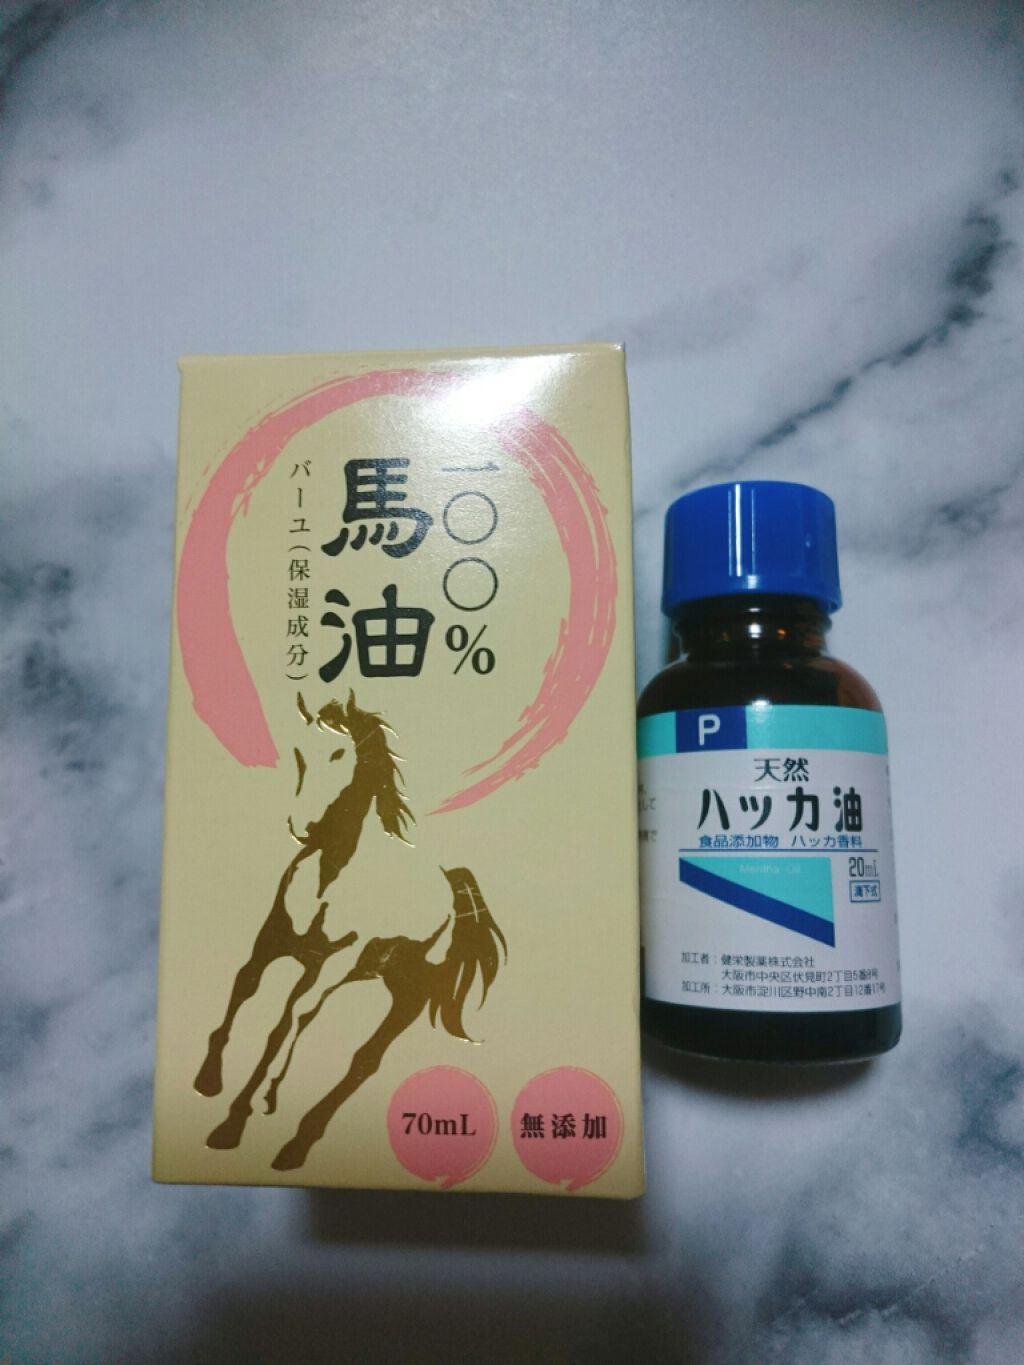 一〇〇%
馬油
バーユ(保湿成分)
70mL
無添加
P
天然
ハッカ油
食品添加物 ハッカ香料
Mentha Oil
20mL
滴下式
加工者:健栄製薬株式会社
大阪市中央区伏見町2丁目5番8号
加工所:大阪市淀川区野中南2丁目12番17号